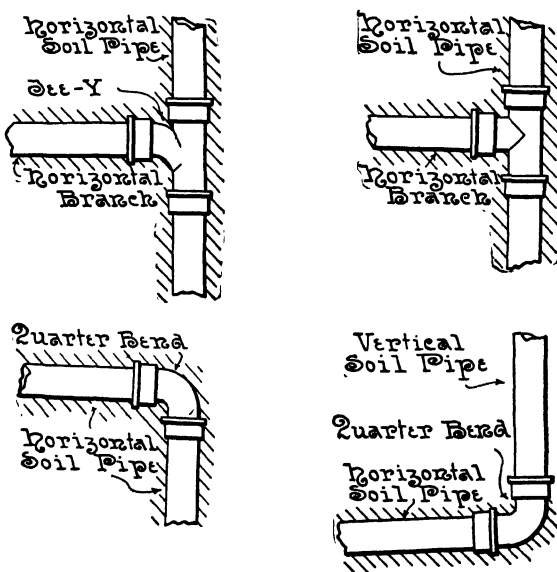 Horizontal
Soil Pipe
Tee-Y
Horizontal
Branch
Horizontal
Soil Pipe
Horizontal
Branch
Quarter Bend
Horizontal
Soil Pipe
Vertical
Soil Pipe
Quarter Bend
Horizontal
Soil Pipe